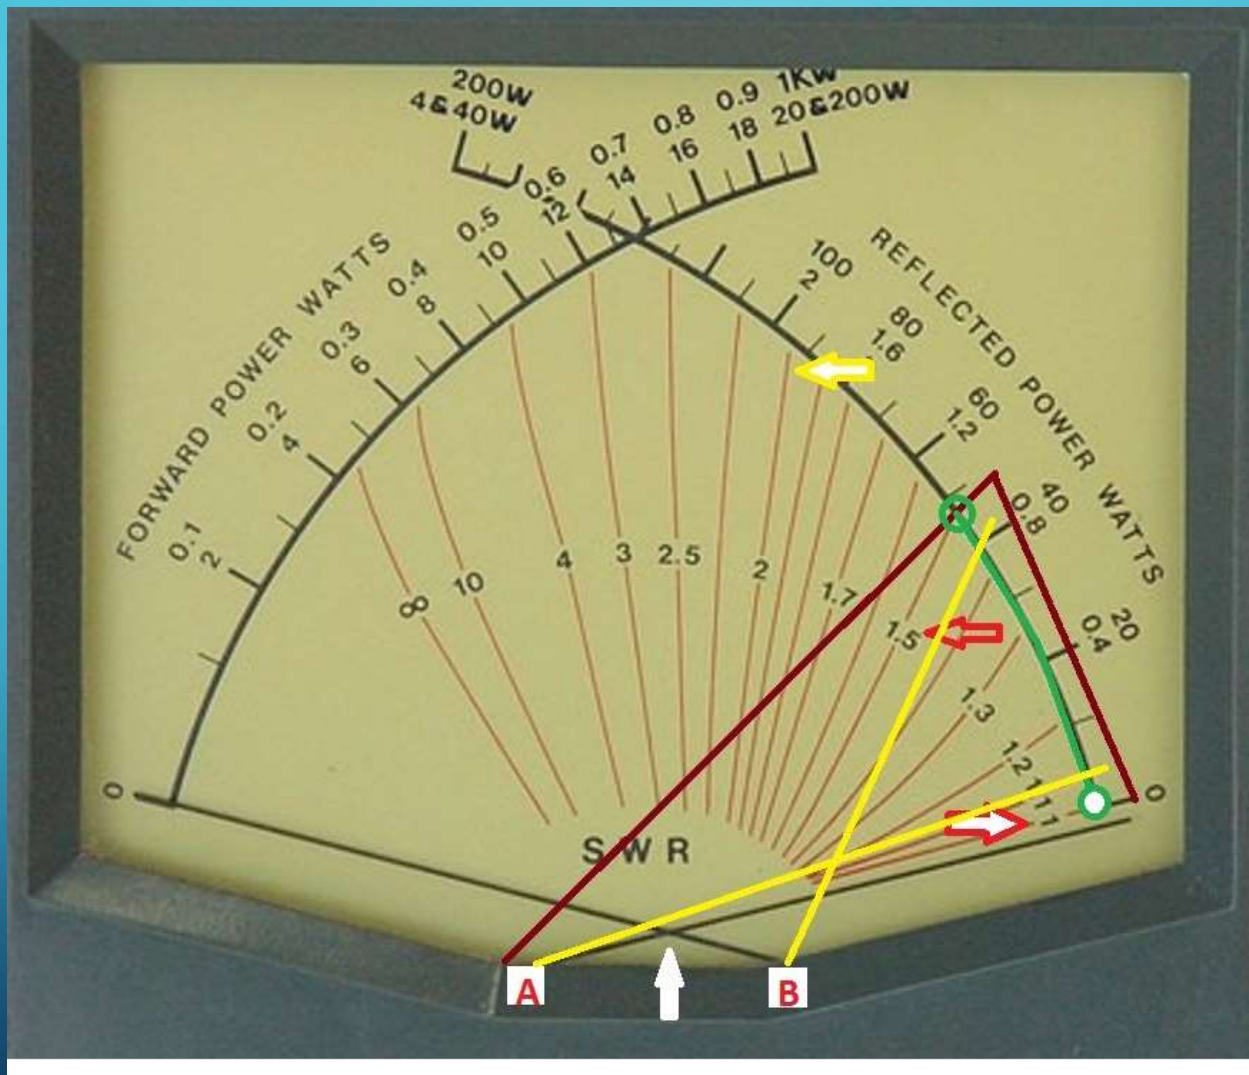 200W
4&40W
0.1 0.2 0.3 0.4 0.5 0.6 0.7 0.8 0.9 1KW
2 4 6 8 10 12 14 16 18 20&200W
FORWARD POWER WATTS
REFLECTED POWER WATTS
100 80 60 40 20
2 1.6 1.2 0.8 0.4
0
0
∞ 10 4 3 2.5 2 1.7 1.5 1.3 1.2 1.1
1
SWR
A
B